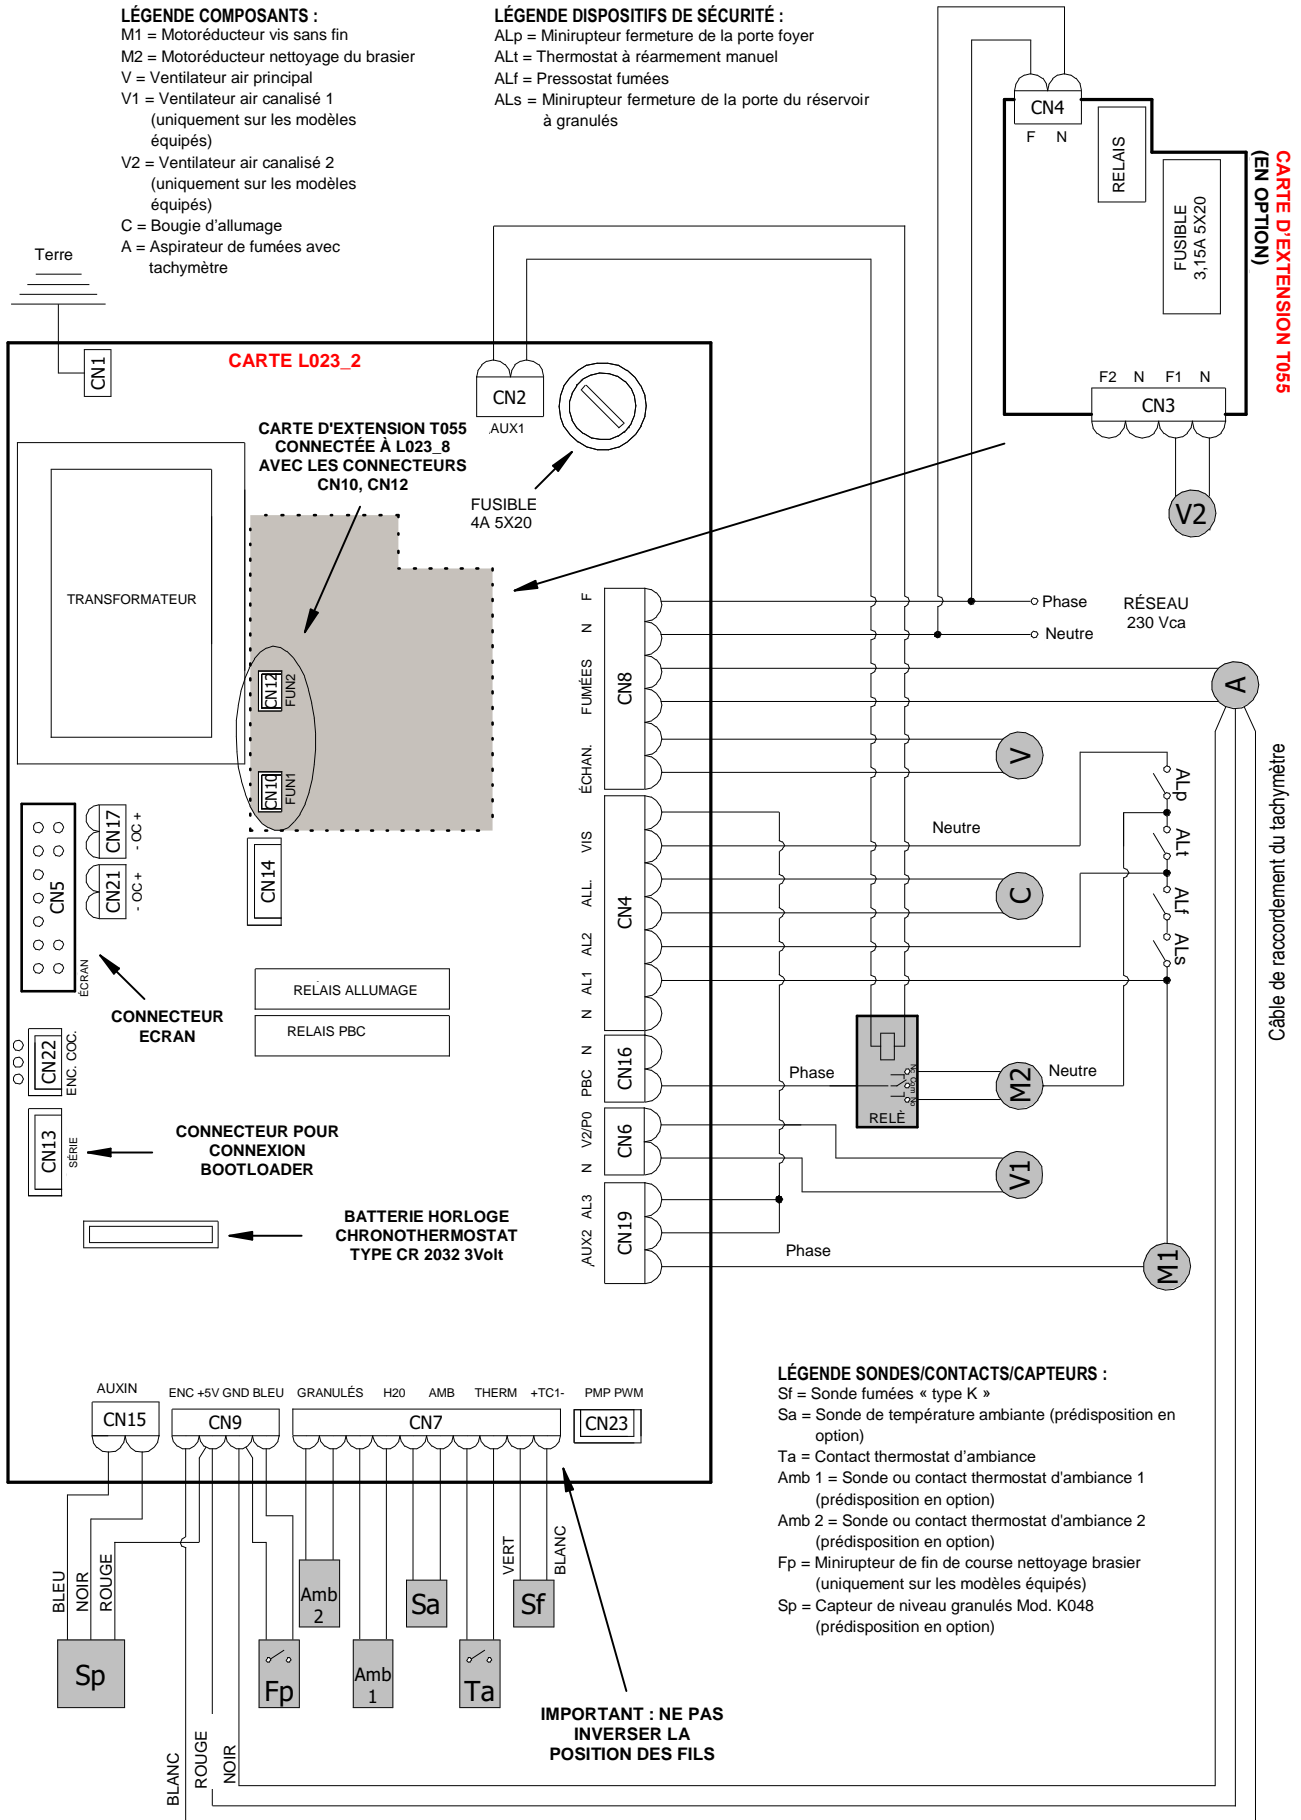 LÉGENDE COMPOSANTS :
M1 = Motoréducteur vis sans fin
M2 = Motoréducteur nettoyage du brasier
V = Ventilateur air principal
V1 = Ventilateur air canalisé 1
(uniquement sur les modèles
équipés)
V2 = Ventilateur air canalisé 2
(uniquement sur les modèles
équipés)
C = Bougie d'allumage
A = Aspirateur de fumées avec
tachymètre
LÉGENDE DISPOSITIFS DE SÉCURITÉ :
ALp = Minirupteur fermeture de la porte foyer
ALt = Thermostat à réarmement manuel
ALf = Pressostat fumées
ALs = Minirupteur fermeture de la porte du réservoir
à granulés
CN4
F N
RELAIS
FUSIBLE
3,15A 5X20
CARTE D'EXTENSION T055
(EN OPTION)
F2 N F1 N
CN3
V2
Terre
CN1
CARTE L023_2
CN2
AUX1
CARTE D'EXTENSION T055
CONNECTÉE À L023_8
AVEC LES CONNECTEURS
CN10, CN12
FUSIBLE
4A 5X20
TRANSFORMATEUR
CN12
FUN2
CN10
FUN1
F
N
FUMÉES
ÉCHAN.
CN8
Phase
Neutre
RÉSEAU
230 Vca
A
V
Câble de raccordement du tachymètre
CN17
- OC +
CN21
- OC +
CN5
ÉCRAN
CN14
VIS
ALL.
AL2
AL1
N
CN4
Neutre
C
ALp
ALt
ALf
ALs
CONNECTEUR
ECRAN
RELAIS ALLUMAGE
RELAIS PBC
CN22
ENC. COC.
N
PBC
CN16
Phase
Nc Com No
RELÈ
M2
Neutre
CN13
SÉRIE
CONNECTEUR POUR
CONNEXION
BOOTLOADER
V2/P0
N
CN6
V1
BATTERIE HORLOGE
CHRONOTHERMOSTAT
TYPE CR 2032 3Volt
AL3
AUX2
CN19
Phase
M1
AUXIN
CN15
ENC +5V GND BLEU
CN9
GRANULÉS H20 AMB THERM +TC1-
CN7
PMP PWM
CN23
LÉGENDE SONDES/CONTACTS/CAPTEURS :
Sf = Sonde fumées « type K »
Sa = Sonde de température ambiante (prédisposition en
option)
Ta = Contact thermostat d'ambiance
Amb 1 = Sonde ou contact thermostat d'ambiance 1
(prédisposition en option)
Amb 2 = Sonde ou contact thermostat d'ambiance 2
(prédisposition en option)
Fp = Minirupteur de fin de course nettoyage brasier
(uniquement sur les modèles équipés)
Sp = Capteur de niveau granulés Mod. K048
(prédisposition en option)
BLEU
NOIR
ROUGE
VERT
BLANC
Amb
2
Sa
Sf
Sp
Fp
Amb
1
Ta
IMPORTANT : NE PAS
INVERSER LA
POSITION DES FILS
BLANC
ROUGE
NOIR